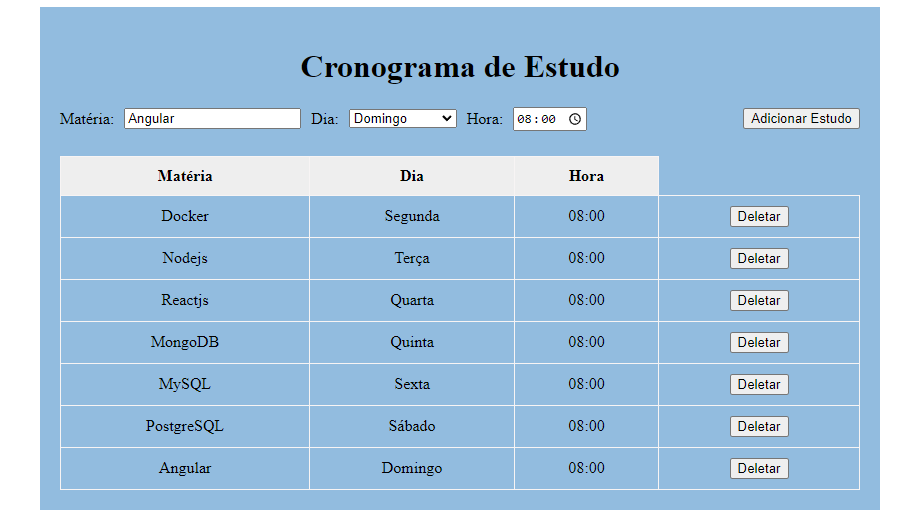 Cronograma de Estudo
Matéria: Angular Dia: Domingo Hora: 08:00 Adicionar Estudo
Matéria Dia Hora
Docker Segunda 08:00 Deletar
Nodejs Terça 08:00 Deletar
Reactjs Quarta 08:00 Deletar
MongoDB Quinta 08:00 Deletar
MySQL Sexta 08:00 Deletar
PostgreSQL Sábado 08:00 Deletar
Angular Domingo 08:00 Deletar